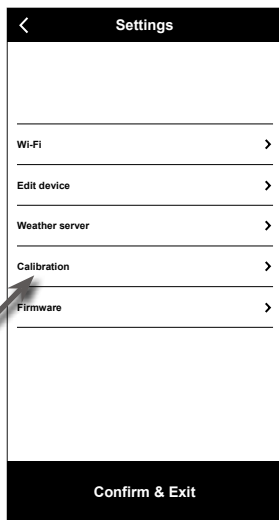 Settings
Wi-Fi
Edit device
Weather server
Calibration
Firmware
Confirm & Exit